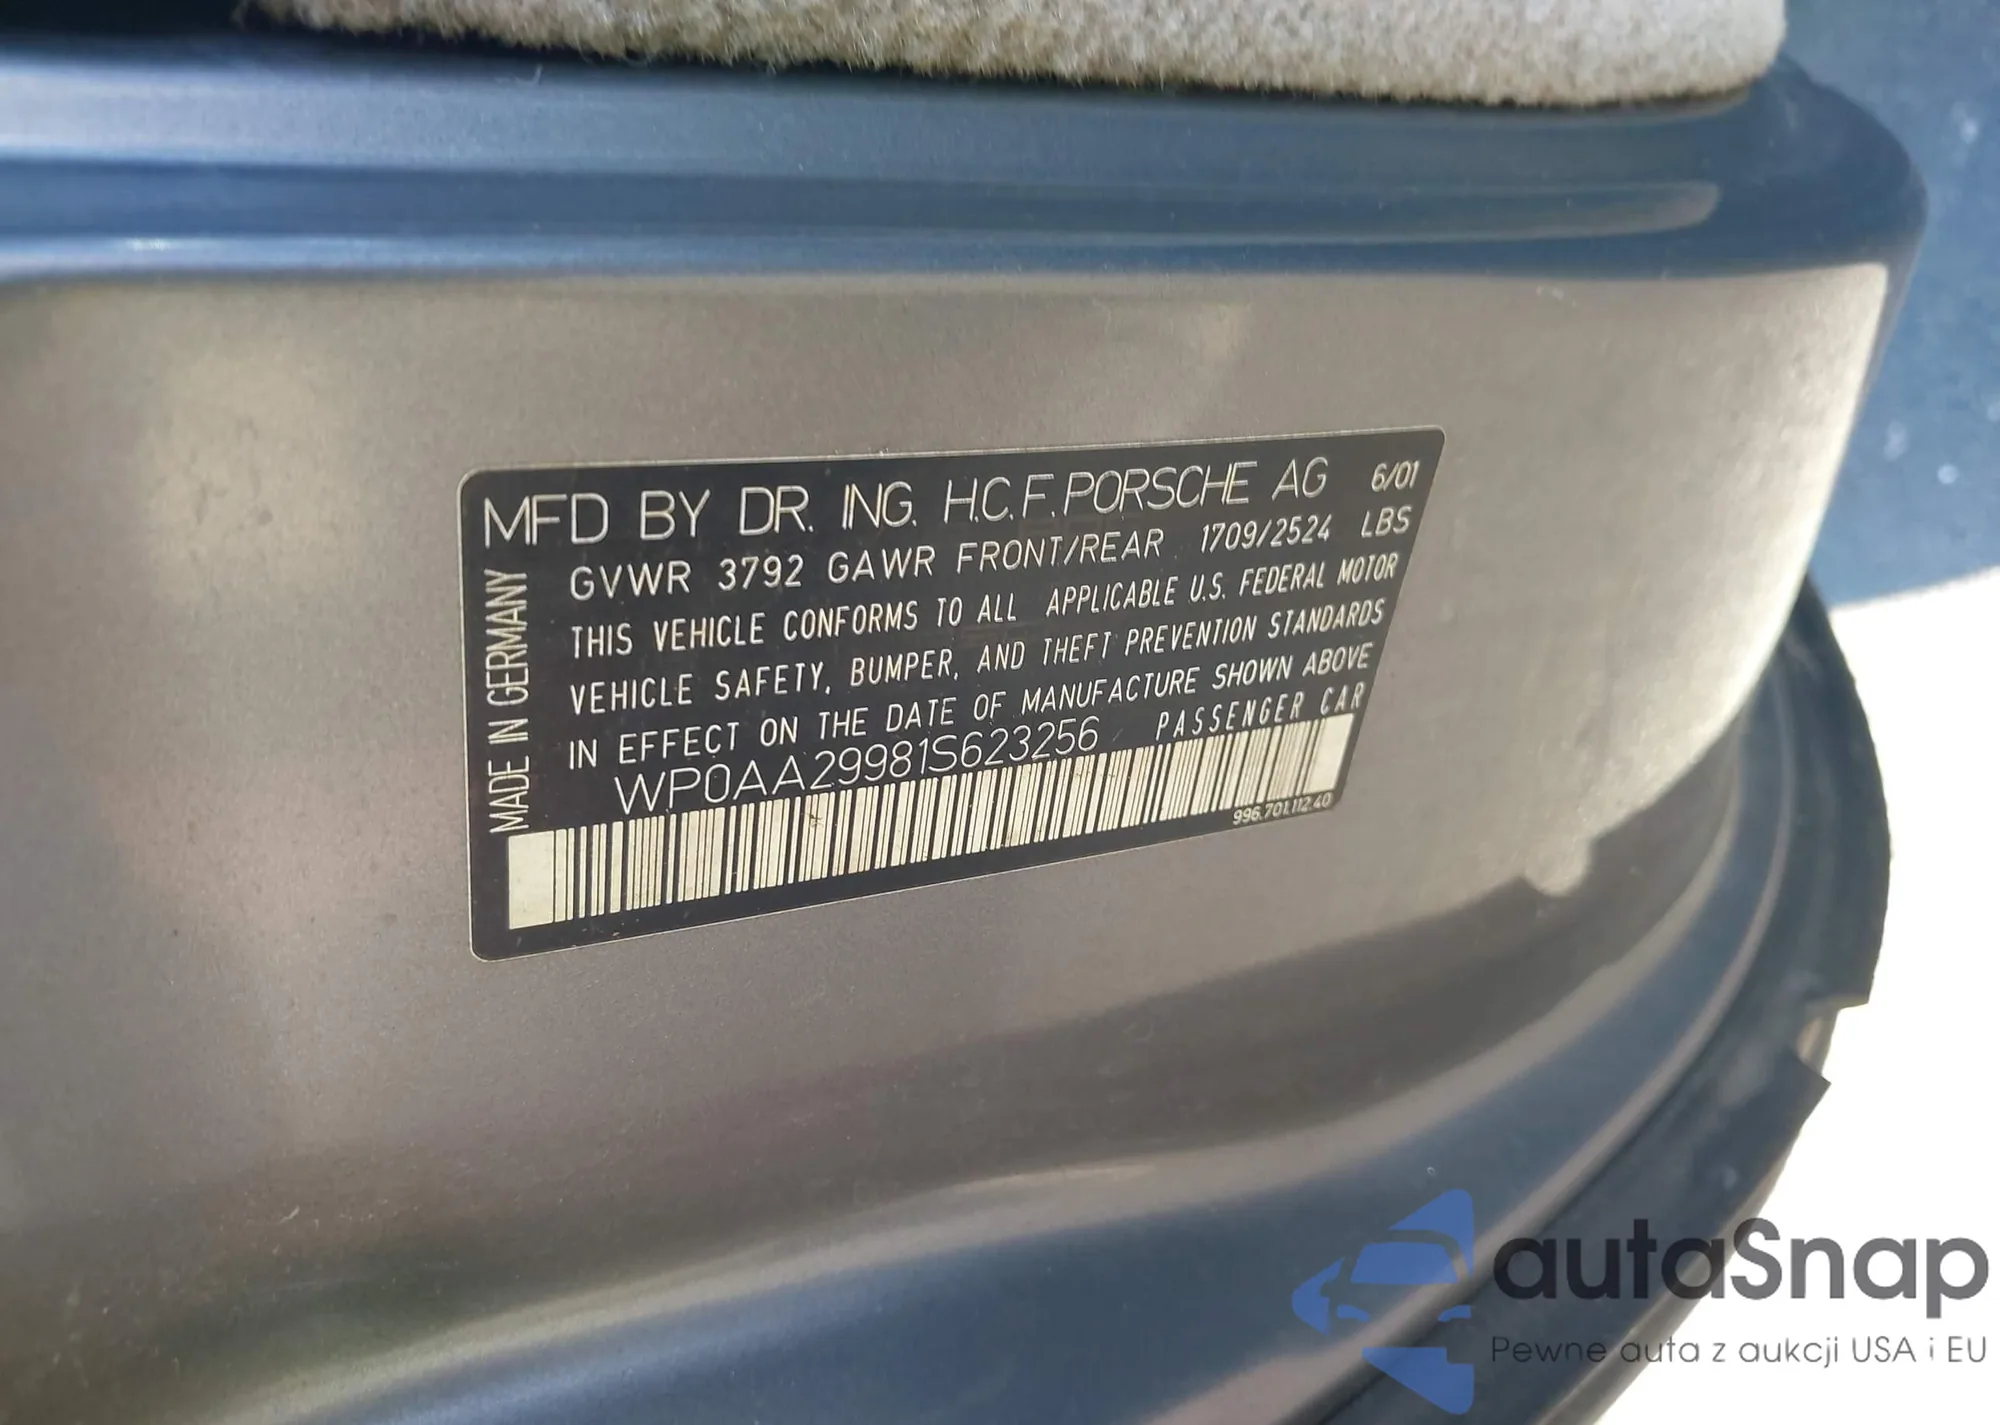 MFD BY DR. ING. H.C.F. PORSCHE AG 6/01
GVWR 3792 GAWR FRONT/REAR 1709/2524 LBS
THIS VEHICLE CONFORMS TO ALL APPLICABLE U.S. FEDERAL MOTOR
VEHICLE SAFETY, BUMPER, AND THEFT PREVENTION STANDARDS
IN EFFECT ON THE DATE OF MANUFACTURE SHOWN ABOVE
WP0AA29981S623256 PASSENGER CAR
996.701.112.40
MADE IN GERMANY
autaSnap
Pewne auta z aukcji USA i EU